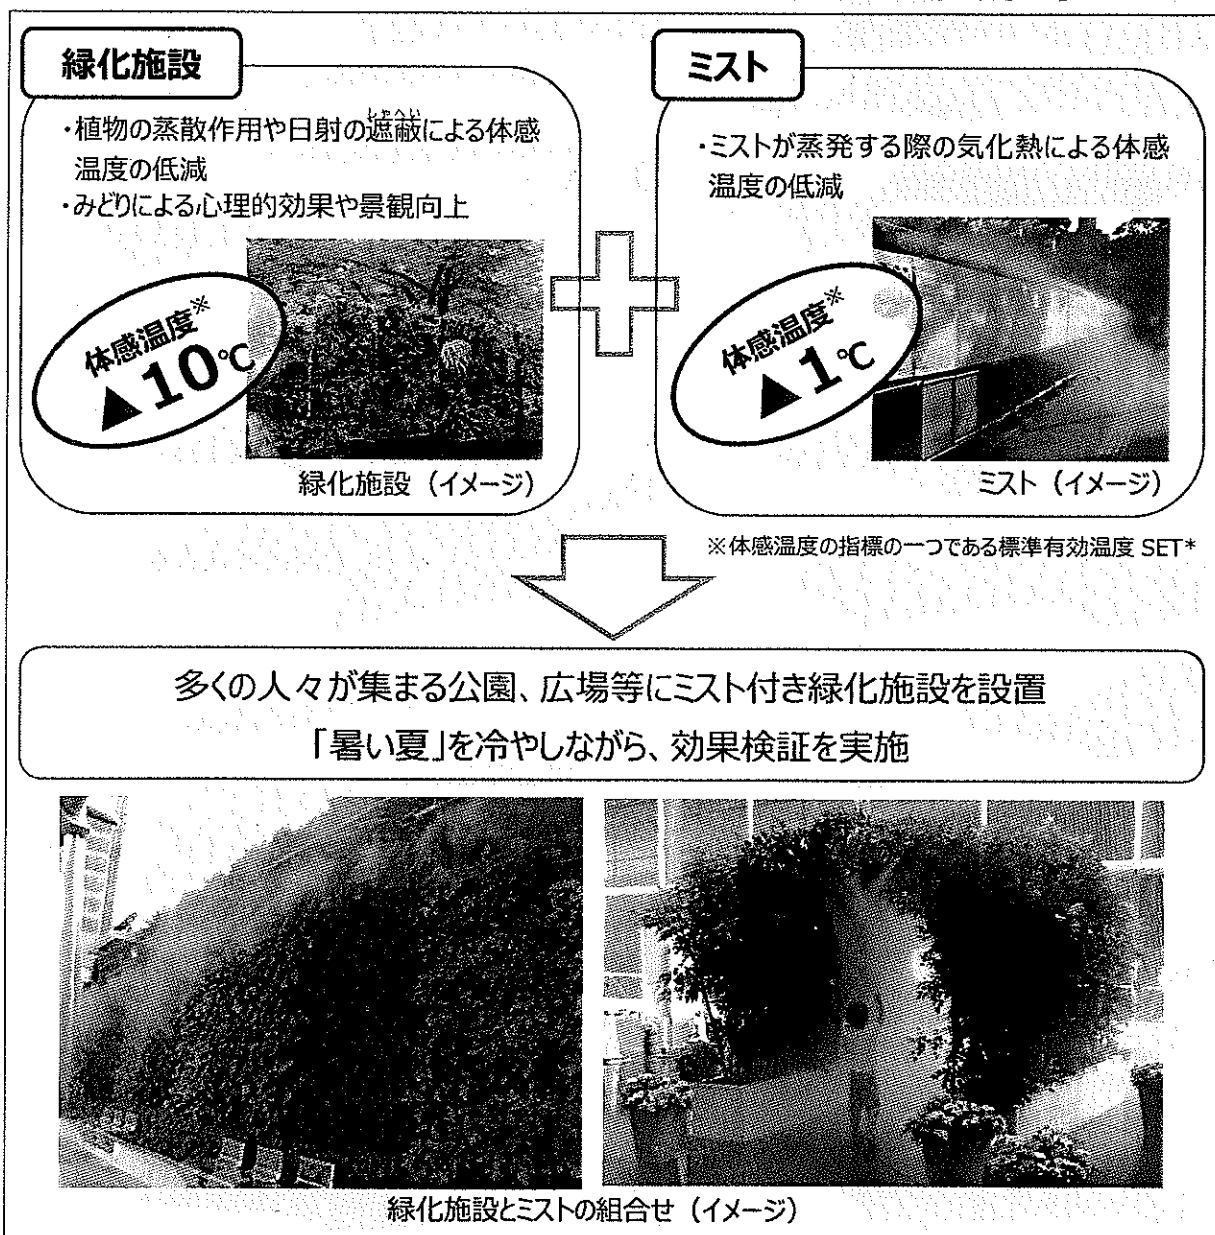 緑化施設
・植物の蒸散作用や日射の遮蔽による体感
温度の低減
・みどりによる心理的効果や景観向上
体感温度※
▲10℃
緑化施設（イメージ）
ミスト
・ミストが蒸発する際の気化熱による体感
温度の低減
体感温度※
▲1℃
ミスト（イメージ）
※体感温度の指標の一つである標準有効温度 SET*
多くの人々が集まる公園、広場等にミスト付き緑化施設を設置
「暑い夏」を冷やしながら、効果検証を実施
緑化施設とミストの組合せ（イメージ）